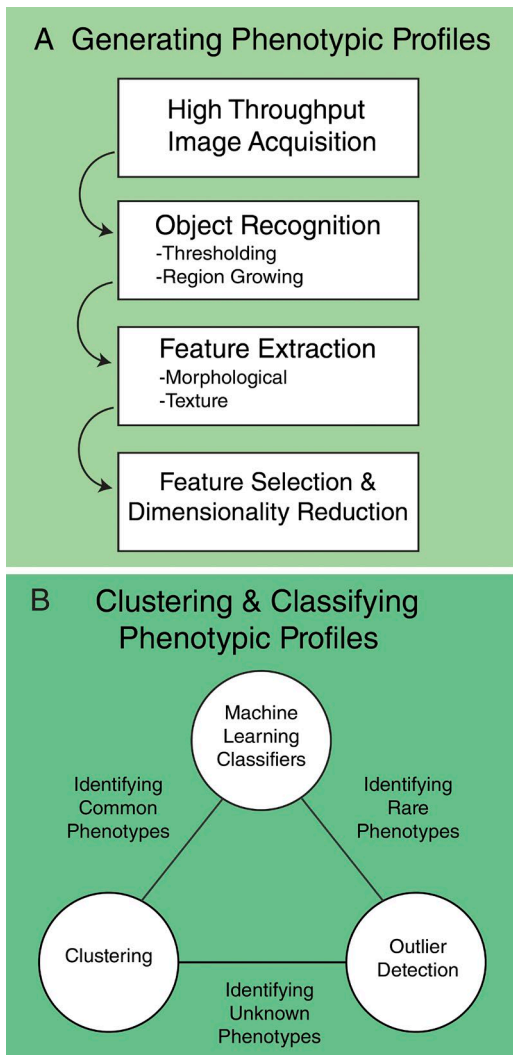 A Generating Phenotypic Profiles
High Throughput
Image Acquisition
Object Recognition
-Thresholding
-Region Growing
Feature Extraction
-Morphological
-Texture
Feature Selection &
Dimensionality Reduction
B Clustering & Classifying
Phenotypic Profiles
Machine
Learning
Classifiers
Identifying
Common
Phenotypes
Identifying
Rare
Phenotypes
Clustering
Outlier
Detection
Identifying
Unknown
Phenotypes